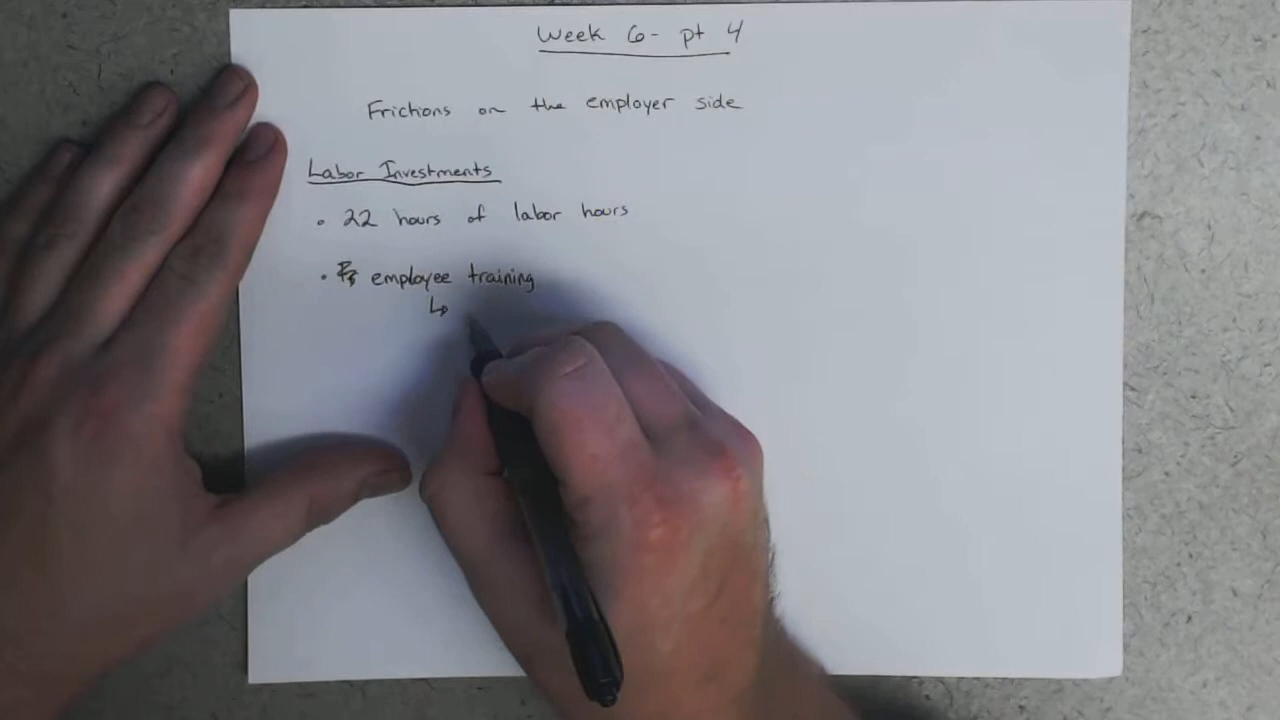 Week 6 - pt 4
Frictions on the employer side
Labor Investments
• 22 hours of labor hours
• employee training
↳